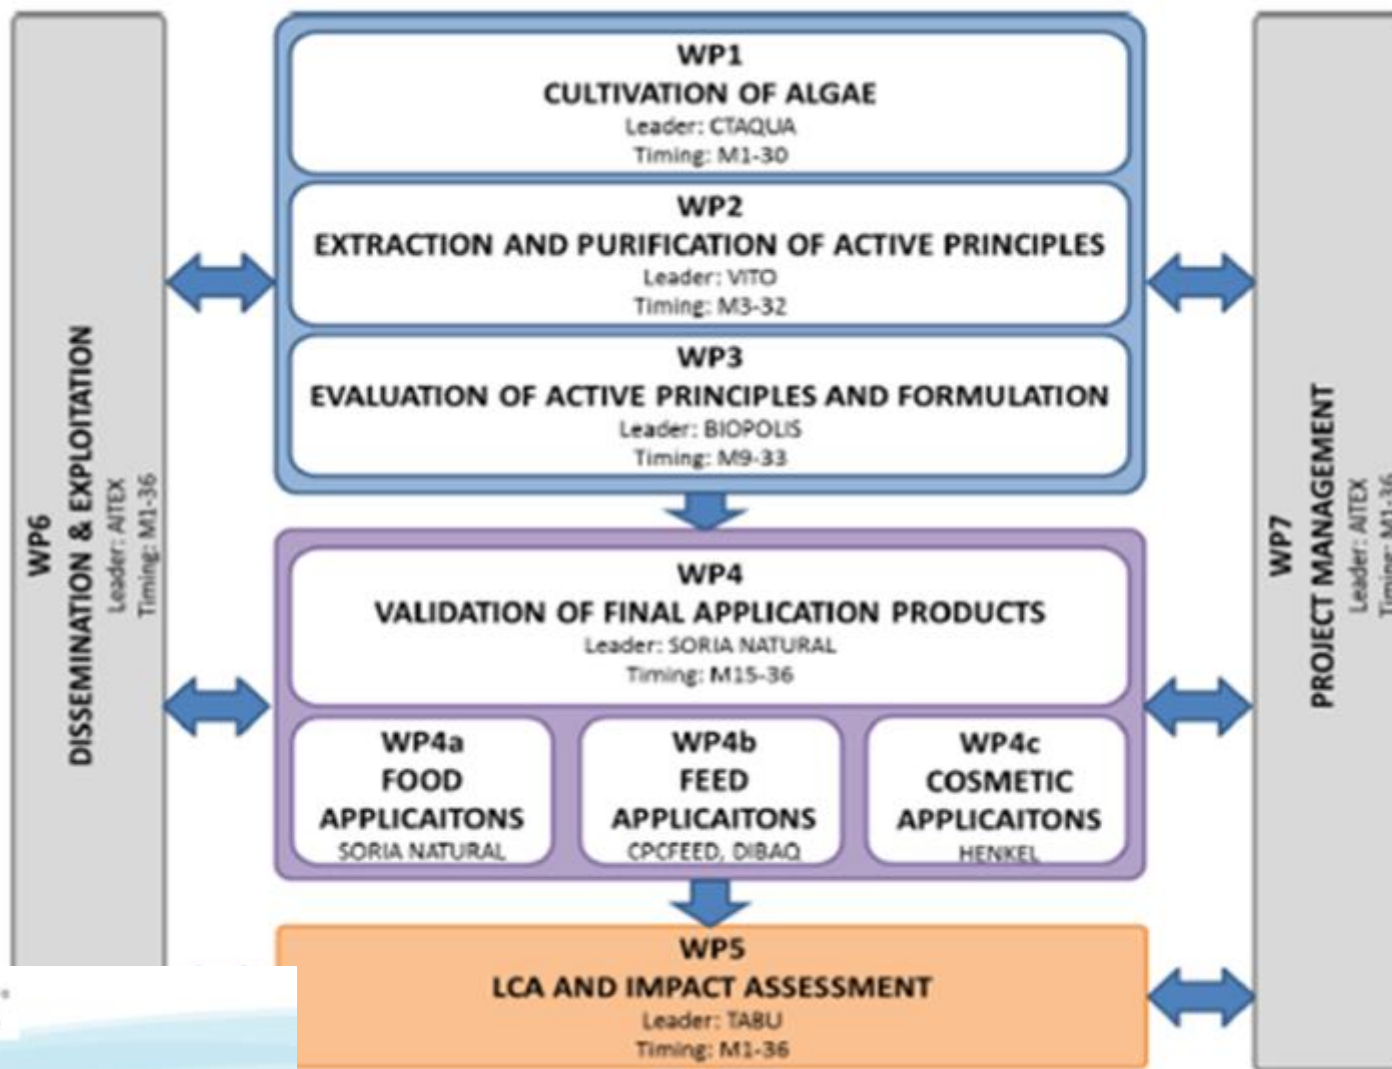 WP1
CULTIVATION OF ALGAE
Leader: CTAQUA
Timing: M1-30
WP2
EXTRACTION AND PURIFICATION OF ACTIVE PRINCIPLES
Leader: VITO
Timing: M3-32
WP3
EVALUATION OF ACTIVE PRINCIPLES AND FORMULATION
Leader: BIOPOLIS
Timing: M9-33
WP4
VALIDATION OF FINAL APPLICATION PRODUCTS
Leader: SORIA NATURAL
Timing: M15-36
WP4a
FOOD
APPLICAITONS
SORIA NATURAL
WP4b
FEED
APPLICAITONS
CPCFEED, DIBAQ
WP4c
COSMETIC
APPLICAITONS
HENKEL
WP5
LCA AND IMPACT ASSESSMENT
Leader: TABU
Timing: M1-36
WP6
DISSEMINATION & EXPLOITATION
Leader: AITEX
Timing: M1-36
WP7
PROJECT MANAGEMENT
Leader: AITEX
Timing: M1-36